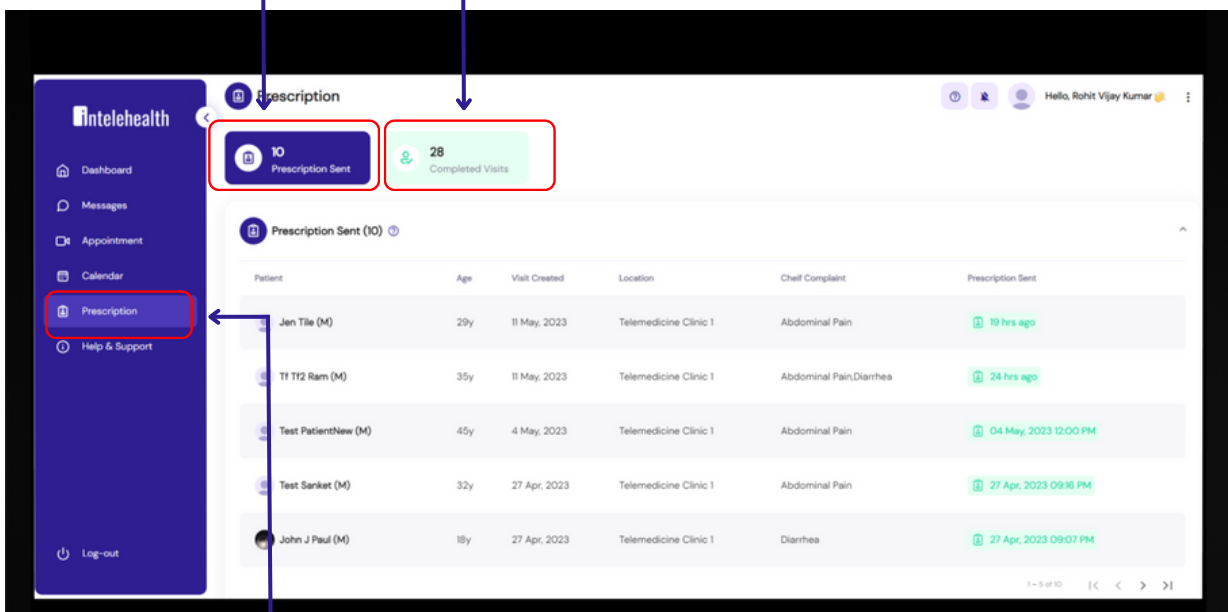 intelehealth
Dashboard
Messages
Appointment
Calendar
Prescription
Help & Support
Log-out
Prescription
Hello, Rohit Vijay Kumar👋
10
Prescription Sent
28
Completed Visits
Prescription Sent (10)
Patient Age Visit Created Location Cheif Complaint Prescription Sent
Jen Tile (M) 29y 11 May, 2023 Telemedicine Clinic 1 Abdominal Pain 19 hrs ago
Tf Tf2 Ram (M) 35y 11 May, 2023 Telemedicine Clinic 1 Abdominal Pain,Diarrhea 24 hrs ago
Test PatientNew (M) 45y 4 May, 2023 Telemedicine Clinic 1 Abdominal Pain 04 May, 2023 12:00 PM
Test Sanket (M) 32y 27 Apr, 2023 Telemedicine Clinic 1 Abdominal Pain 27 Apr, 2023 09:16 PM
John J Paul (M) 18y 27 Apr, 2023 Telemedicine Clinic 1 Diarrhea 27 Apr, 2023 09:07 PM
1 – 5 of 10